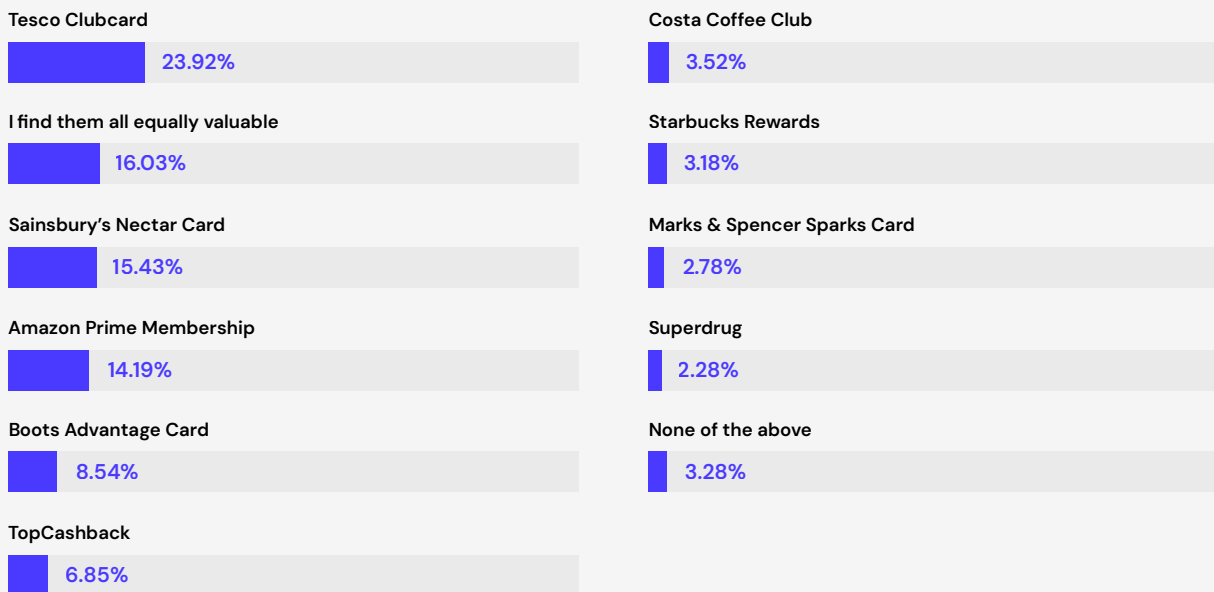 Tesco Clubcard
23.92%
I find them all equally valuable
16.03%
Sainsbury’s Nectar Card
15.43%
Amazon Prime Membership
14.19%
Boots Advantage Card
8.54%
TopCashback
6.85%
Costa Coffee Club
3.52%
Starbucks Rewards
3.18%
Marks & Spencer Sparks Card
2.78%
Superdrug
2.28%
None of the above
3.28%